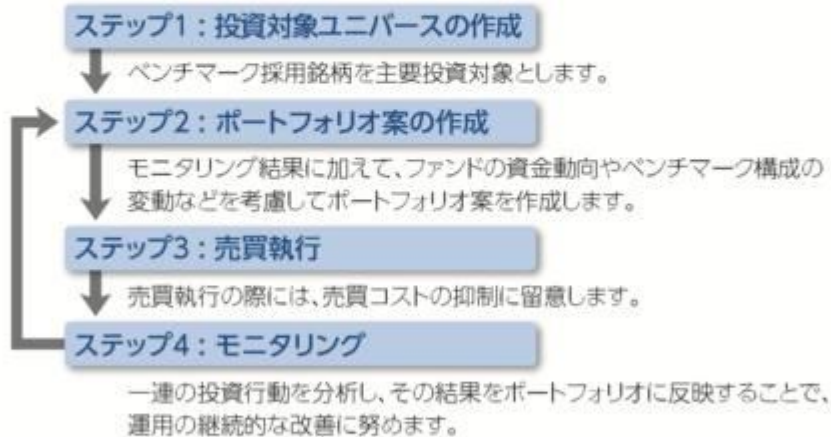 ステップ1：投資対象ユニバースの作成
ベンチマーク採用銘柄を主要投資対象とします。
ステップ2：ポートフォリオ案の作成
モニタリング結果に加えて、ファンドの資金動向やベンチマーク構成の
変動などを考慮してポートフォリオ案を作成します。
ステップ3：売買執行
売買執行の際には、売買コストの抑制に留意します。
ステップ4：モニタリング
一連の投資行動を分析し、その結果をポートフォリオに反映することで、
運用の継続的な改善に努めます。